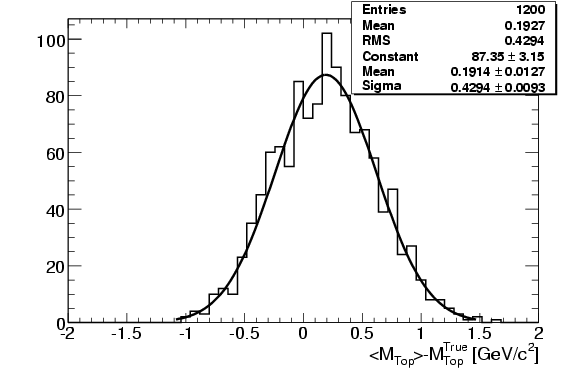 Entries 1200
Mean 0.1927
RMS 0.4294
Constant 87.35 ± 3.15
Mean 0.1914 ± 0.0127
Sigma 0.4294 ± 0.0093
100
80
60
40
20
0
-2 -1.5 -1 -0.5 0 0.5 1 1.5 2
<M_Top>-M_Top^True [GeV/c^2]